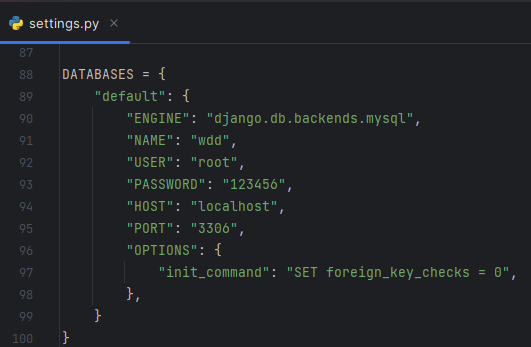 settings.py
87
88 DATABASES = {
89 "default": {
90 "ENGINE": "django.db.backends.mysql",
91 "NAME": "wdd",
92 "USER": "root",
93 "PASSWORD": "123456",
94 "HOST": "localhost",
95 "PORT": "3306",
96 "OPTIONS": {
97 "init_command": "SET foreign_key_checks = 0",
98 },
99 }
100 }